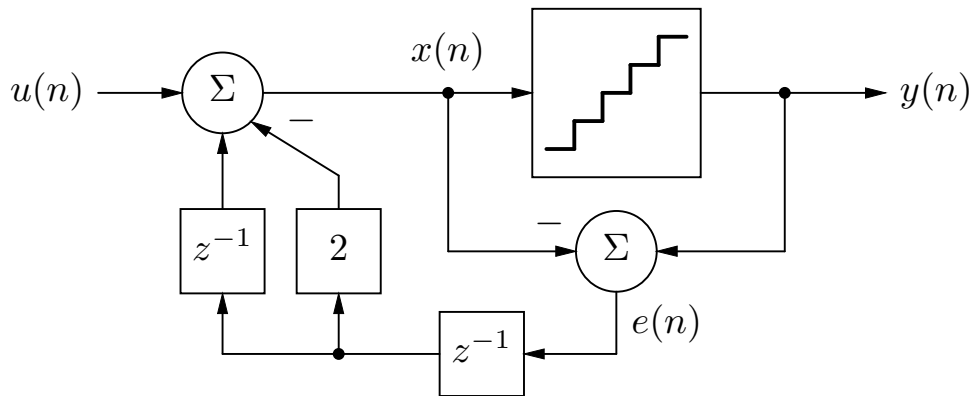 x(n)
u(n)
Σ
y(n)
−
−
z⁻¹
2
Σ
e(n)
z⁻¹